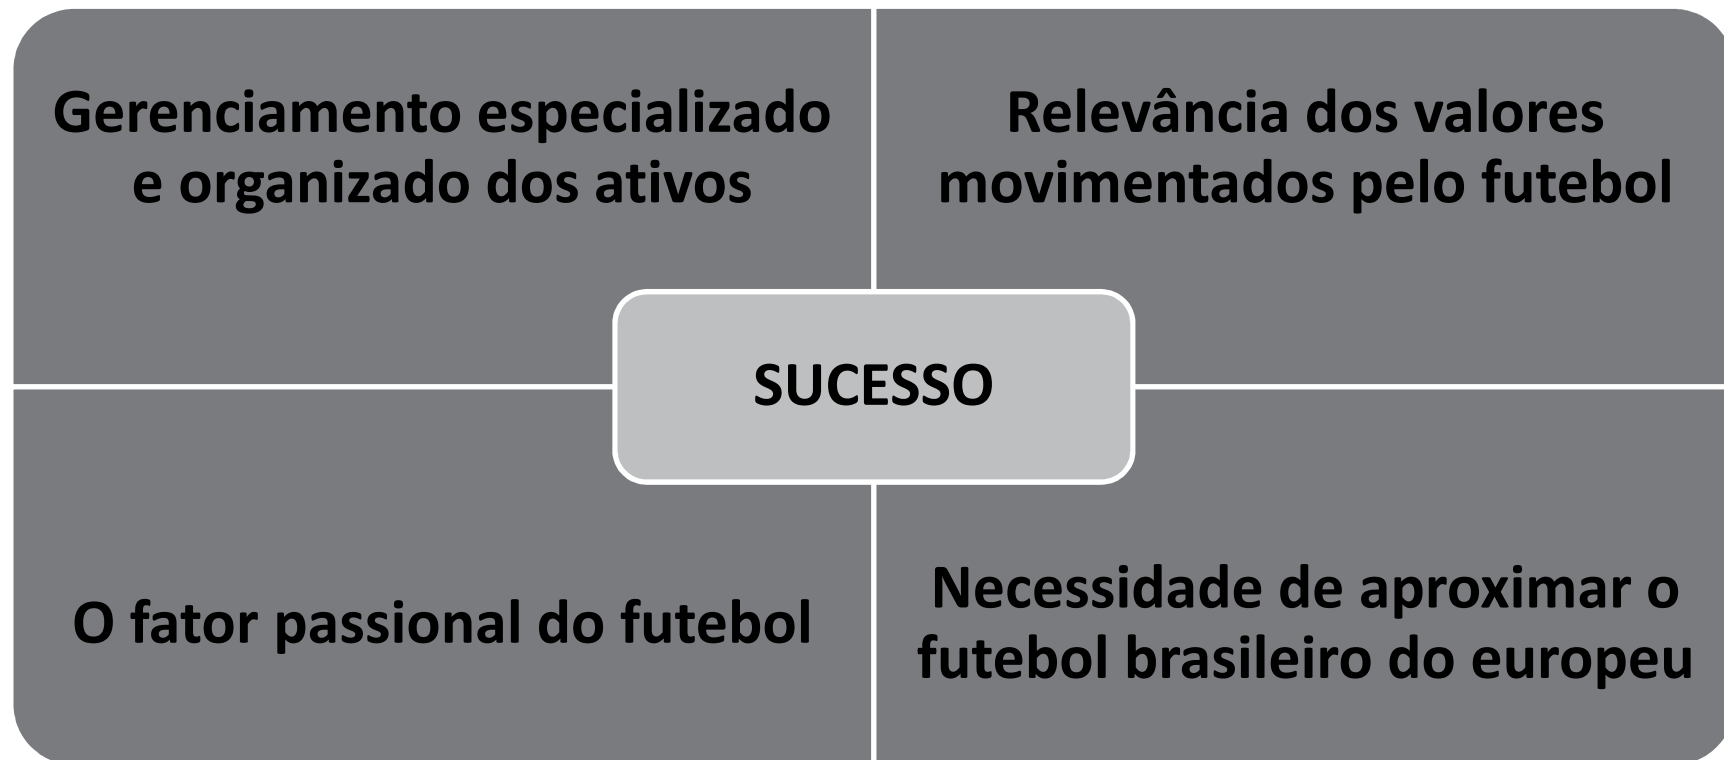 Gerenciamento especializado
e organizado dos ativos
Relevância dos valores
movimentados pelo futebol
SUCESSO
O fator passional do futebol
Necessidade de aproximar o
futebol brasileiro do europeu